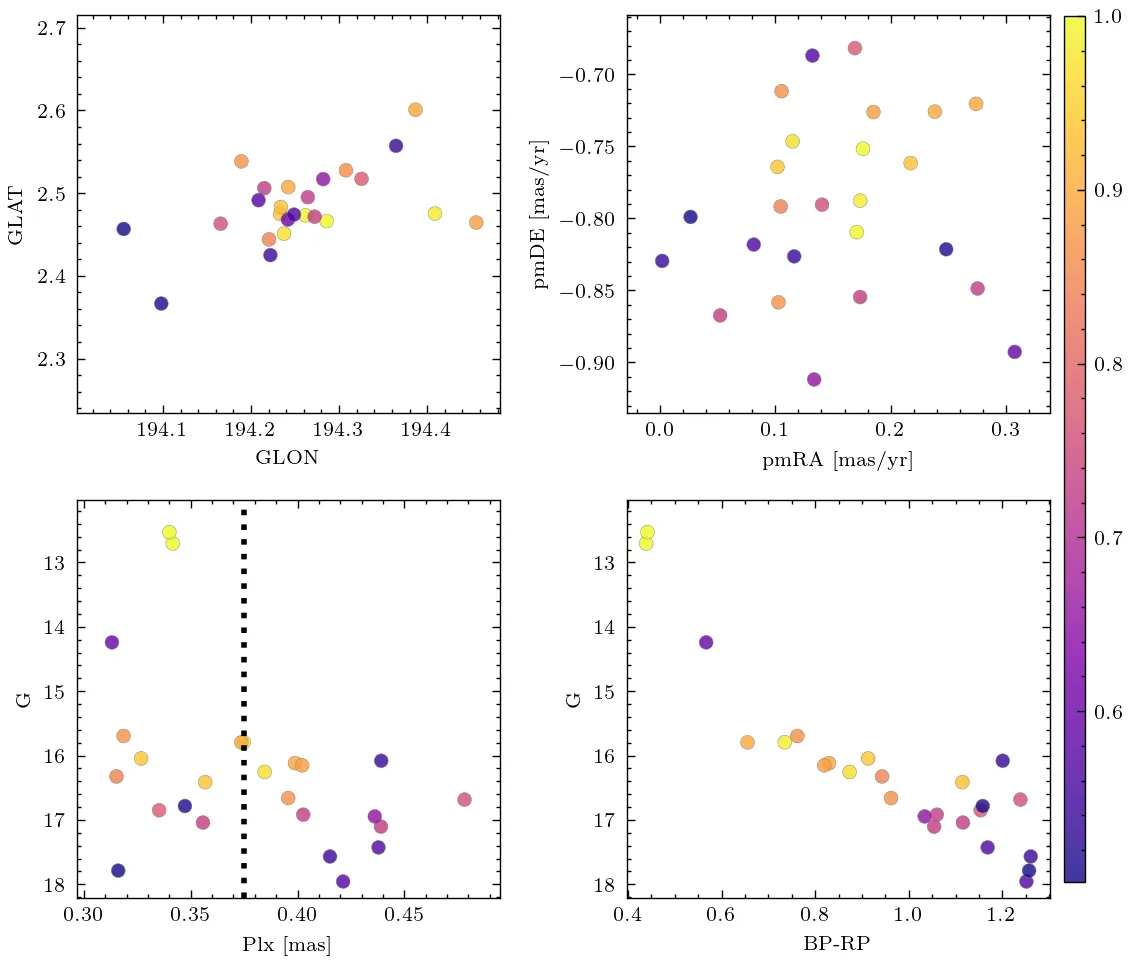 2.7
2.6
2.5
2.4
2.3
GLAT
194.1 194.2 194.3 194.4
GLON
−0.70
−0.75
−0.80
−0.85
−0.90
pmDE [mas/yr]
0.0 0.1 0.2 0.3
pmRA [mas/yr]
1.0
0.9
0.8
0.7
0.6
13
14
15
16
17
18
G
0.30 0.35 0.40 0.45
Plx [mas]
13
14
15
16
17
18
G
0.4 0.6 0.8 1.0 1.2
BP-RP